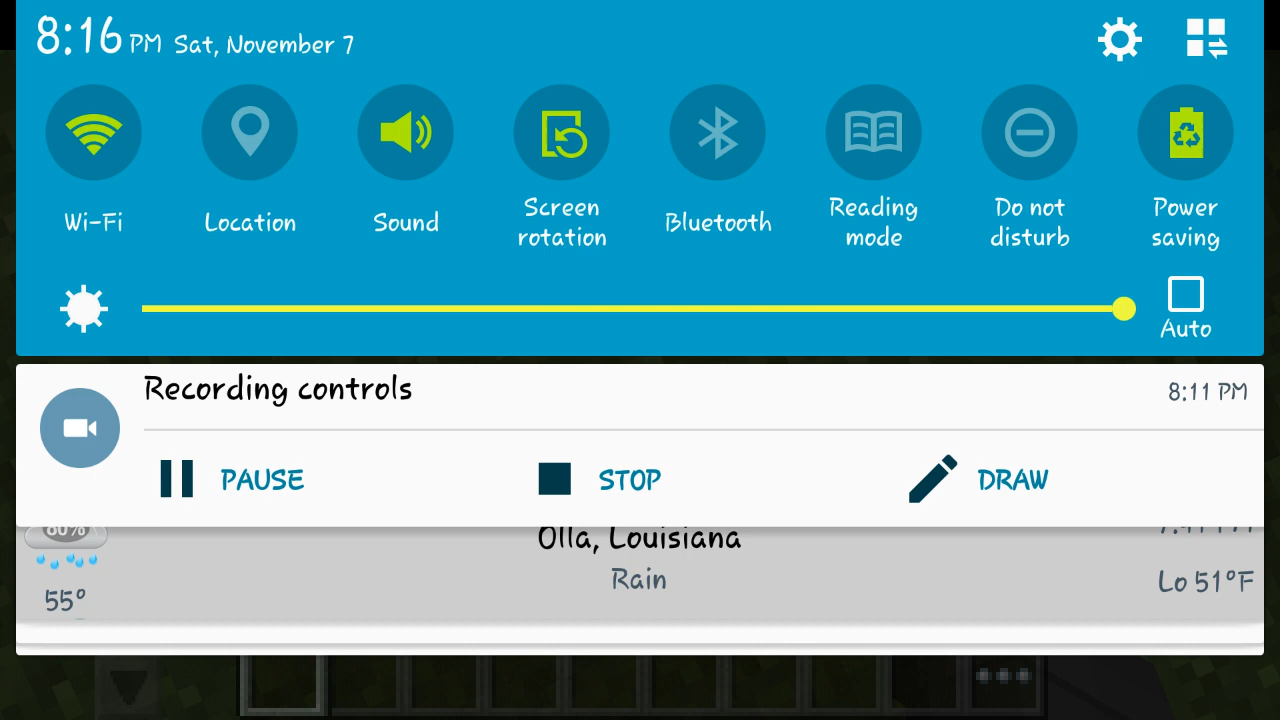 8:16 PM Sat, November 7
Wi-Fi
Location
Sound
Screen rotation
Bluetooth
Reading mode
Do not disturb
Power saving
Auto
Recording controls
8:11 PM
PAUSE
STOP
DRAW
Olla, Louisiana
Rain
55°
Lo 51°F